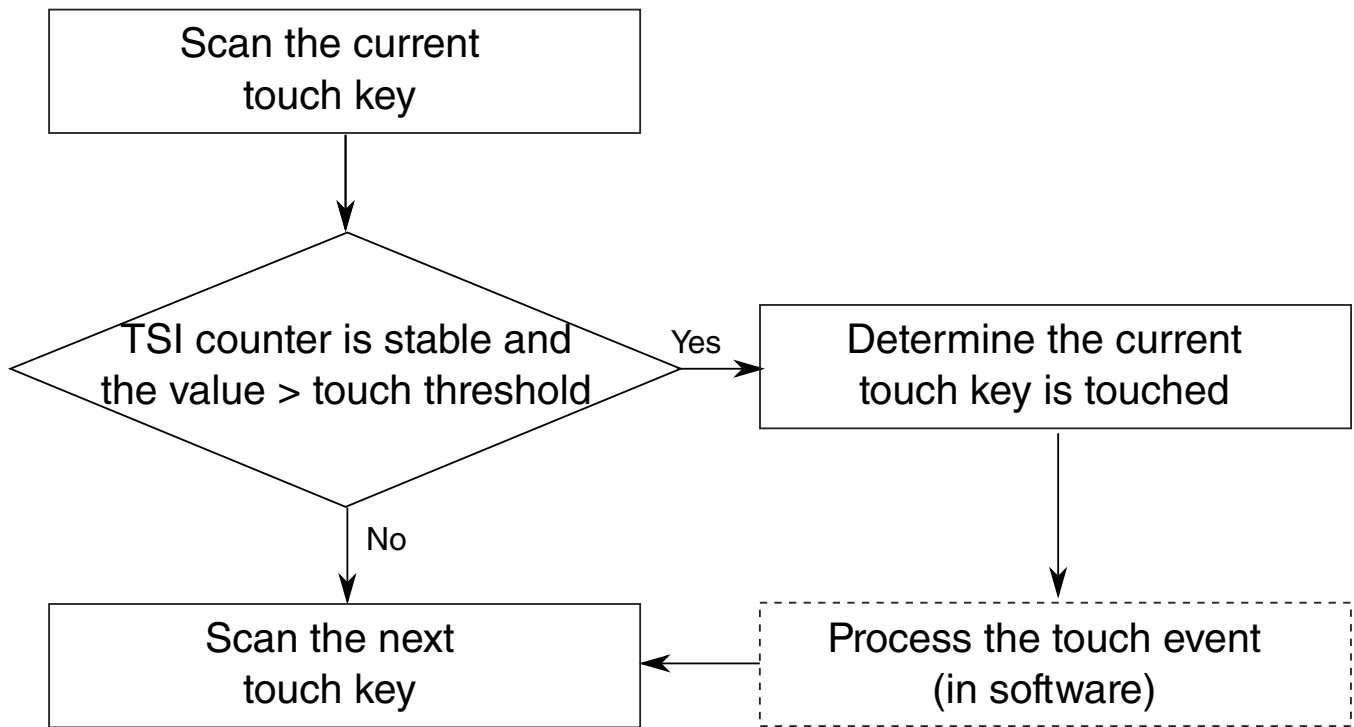 Scan the current
touch key
TSI counter is stable and
the value > touch threshold
Yes
Determine the current
touch key is touched
No
Scan the next
touch key
Process the touch event
(in software)